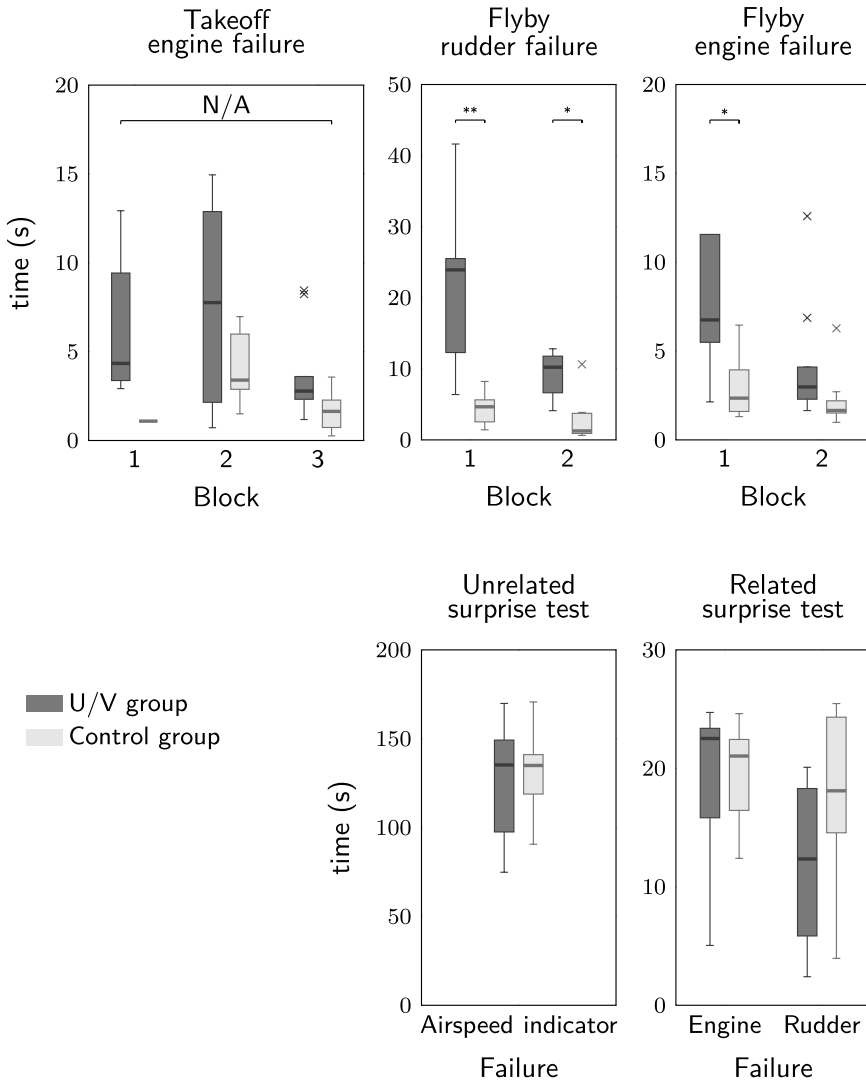 Takeoff
engine failure
Flyby
rudder failure
Flyby
engine failure
time (s)
20
15
10
5
0
N/A
1 2 3
Block
50
40
30
20
10
0
** *
1 2
Block
20
15
10
5
0
*
1 2
Block
U/V group
Control group
Unrelated
surprise test
time (s)
200
150
100
50
0
Airspeed indicator
Failure
Related
surprise test
30
20
10
0
Engine Rudder
Failure